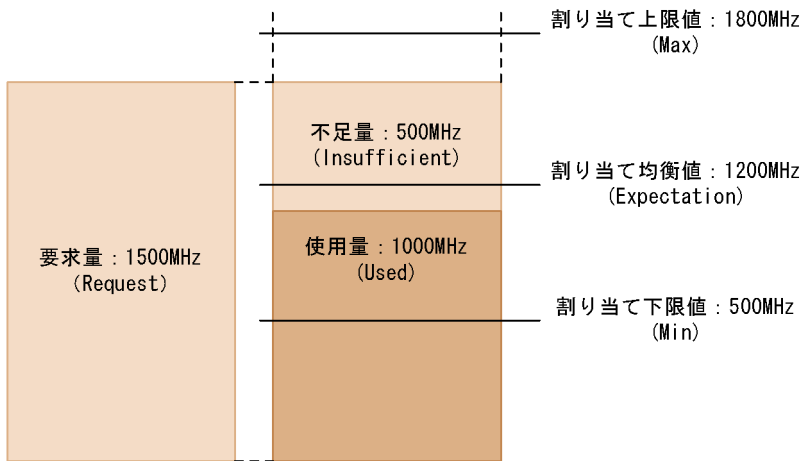 割り当て上限値：1800MHz
(Max)
不足量：500MHz
(Insufficient)
割り当て均衡値：1200MHz
(Expectation)
要求量：1500MHz
(Request)
使用量：1000MHz
(Used)
割り当て下限値：500MHz
(Min)